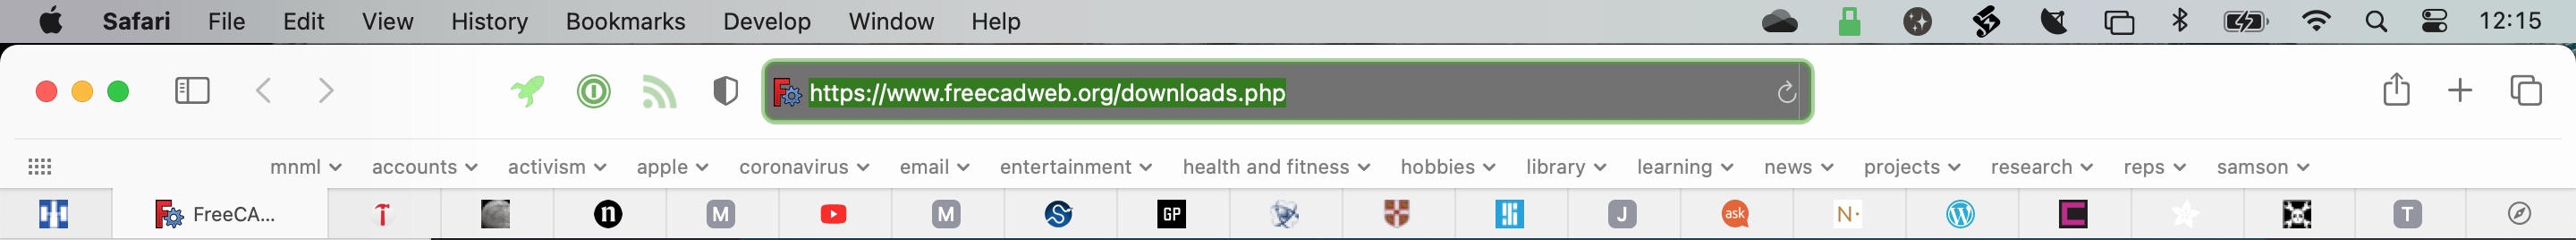 Safari File Edit View History Bookmarks Develop Window Help 12:15
https://www.freecadweb.org/downloads.php
mnml accounts activism apple coronavirus email entertainment health and fitness hobbies library learning news projects research reps samson
FreeCA... n M M GP J ask N· T